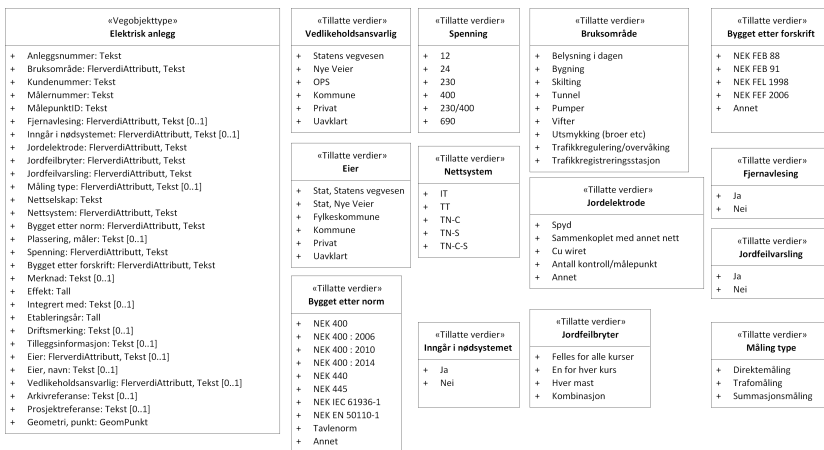 «Vegobjekttype»
Elektrisk anlegg
+ Anleggsnummer: Tekst
+ Bruksområde: FlerverdiAttributt, Tekst
+ Kundenummer: Tekst
+ Målernummer: Tekst
+ MålepunktID: Tekst
+ Fjernavlesing: FlerverdiAttributt, Tekst [0..1]
+ Inngår i nødsystemet: FlerverdiAttributt, Tekst [0..1]
+ Jordelektrode: FlerverdiAttributt, Tekst
+ Jordfeilbryter: FlerverdiAttributt, Tekst
+ Jordfeilvarsling: FlerverdiAttributt, Tekst
+ Måling type: FlerverdiAttributt, Tekst [0..1]
+ Nettselskap: Tekst
+ Nettsystem: FlerverdiAttributt, Tekst
+ Bygget etter norm: FlerverdiAttributt, Tekst
+ Plassering, måler: Tekst [0..1]
+ Spenning: FlerverdiAttributt, Tekst
+ Bygget etter forskrift: FlerverdiAttributt, Tekst
+ Merknad: Tekst [0..1]
+ Effekt: Tall
+ Integrert med: Tekst [0..1]
+ Etableringsår: Tall
+ Driftsmerking: Tekst [0..1]
+ Tilleggsinformasjon: Tekst [0..1]
+ Eier: FlerverdiAttributt, Tekst [0..1]
+ Eier, navn: Tekst [0..1]
+ Vedlikeholdsansvarlig: FlerverdiAttributt, Tekst [0..1]
+ Arkivreferanse: Tekst [0..1]
+ Prosjektreferanse: Tekst [0..1]
+ Geometri, punkt: GeomPunkt
«Tillatte verdier»
Vedlikeholdsansvarlig
+ Statens vegvesen
+ Nye Veier
+ OPS
+ Kommune
+ Privat
+ Uavklart
«Tillatte verdier»
Eier
+ Stat, Statens vegvesen
+ Stat, Nye Veier
+ Fylkeskommune
+ Kommune
+ Privat
+ Uavklart
«Tillatte verdier»
Bygget etter norm
+ NEK 400
+ NEK 400 : 2006
+ NEK 400 : 2010
+ NEK 400 : 2014
+ NEK 440
+ NEK 445
+ NEK IEC 61936-1
+ NEK EN 50110-1
+ Tavlenorm
+ Annet
«Tillatte verdier»
Spenning
+ 12
+ 24
+ 230
+ 400
+ 230/400
+ 690
«Tillatte verdier»
Nettsystem
+ IT
+ TT
+ TN-C
+ TN-S
+ TN-C-S
«Tillatte verdier»
Inngår i nødsystemet
+ Ja
+ Nei
«Tillatte verdier»
Bruksområde
+ Belysning i dagen
+ Bygning
+ Skilting
+ Tunnel
+ Pumper
+ Vifter
+ Utsmykking (broer etc)
+ Trafikkregulering/overvåking
+ Trafikkregistreringsstasjon
«Tillatte verdier»
Jordelektrode
+ Spyd
+ Sammenkoplet med annet nett
+ Cu wiret
+ Antall kontroll/målepunkt
+ Annet
«Tillatte verdier»
Jordfeilbryter
+ Felles for alle kurser
+ En for hver kurs
+ Hver mast
+ Kombinasjon
«Tillatte verdier»
Bygget etter forskrift
+ NEK FEB 88
+ NEK FEB 91
+ NEK FEL 1998
+ NEK FEF 2006
+ Annet
«Tillatte verdier»
Fjernavlesing
+ Ja
+ Nei
«Tillatte verdier»
Jordfeilvarsling
+ Ja
+ Nei
«Tillatte verdier»
Måling type
+ Direktemåling
+ Trafomåling
+ Summasjonsmåling